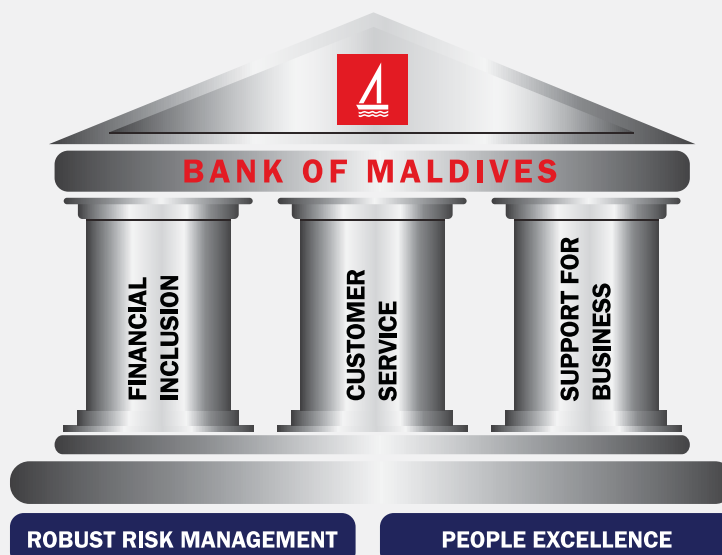 BANK OF MALDIVES
FINANCIAL
INCLUSION
CUSTOMER
SERVICE
SUPPORT FOR
BUSINESS
ROBUST RISK MANAGEMENT
PEOPLE EXCELLENCE